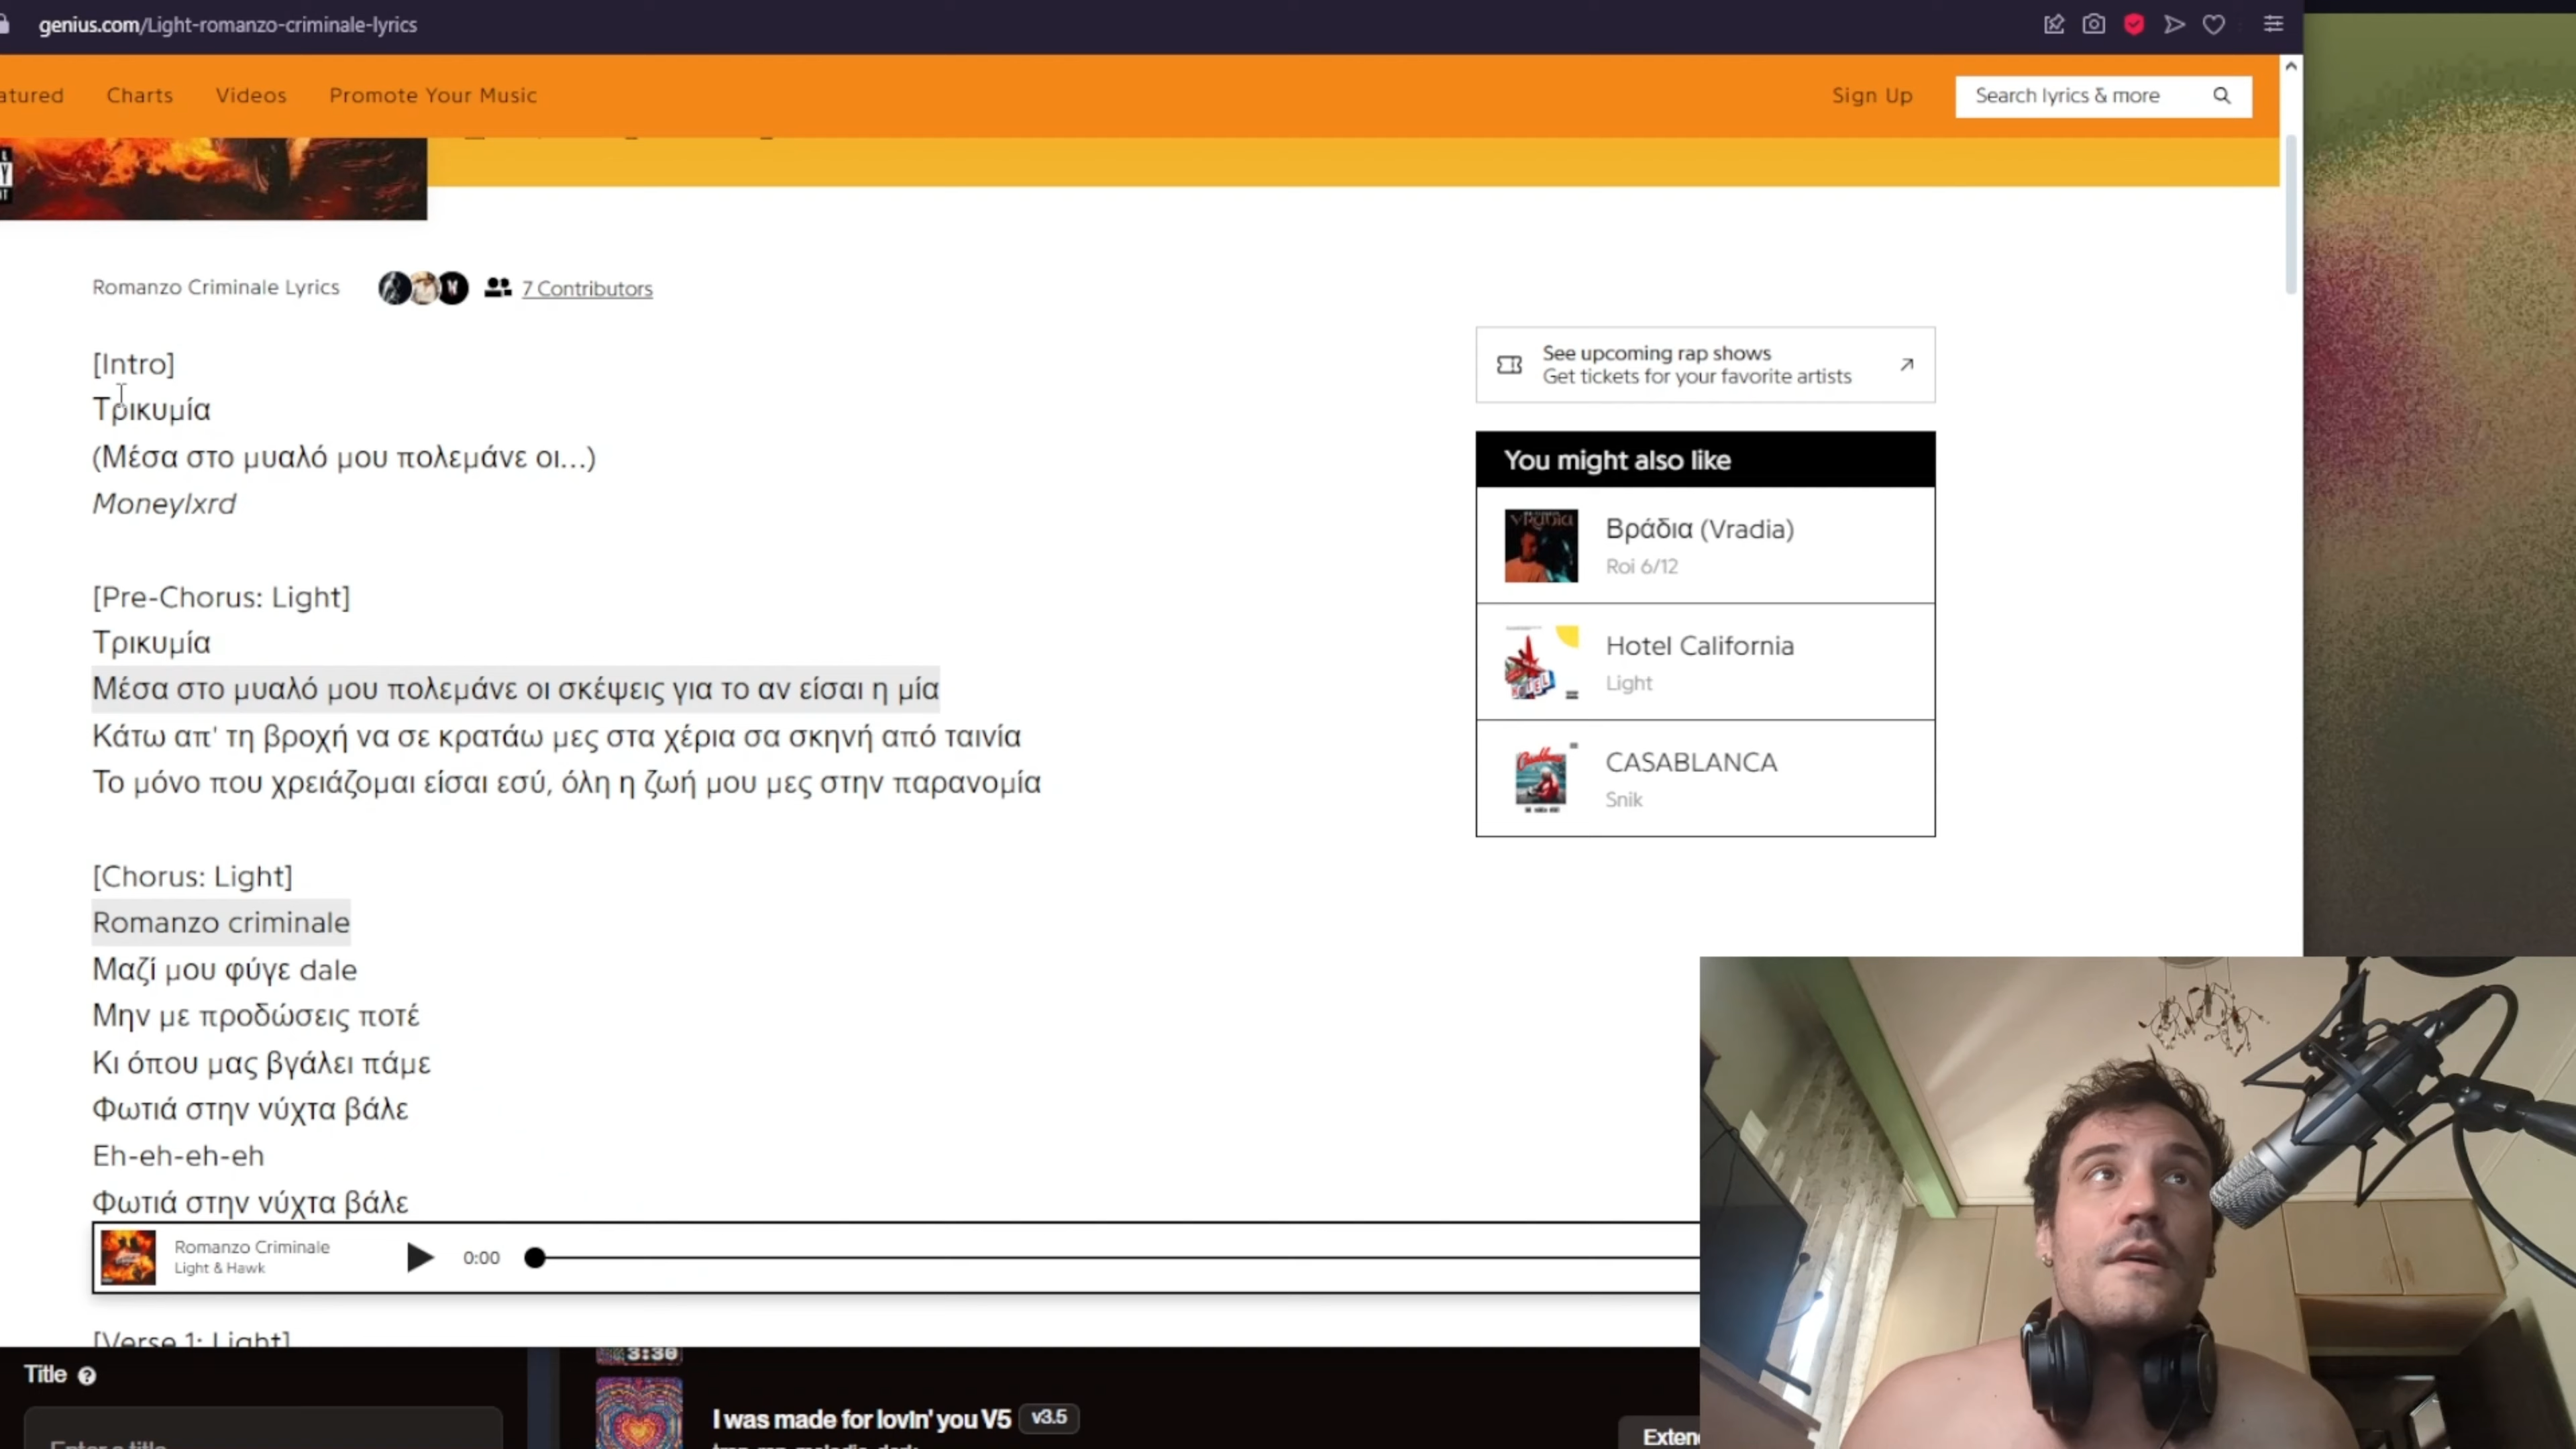 genius.com/Light-romanzo-criminale-lyrics
atured Charts Videos Promote Your Music Sign Up Search lyrics & more
Romanzo Criminale Lyrics 7 Contributors
[Intro]
Τρικυμία
(Μέσα στο μυαλό μου πολεμάνε οι...)
Moneylxrd
[Pre-Chorus: Light]
Τρικυμία
Μέσα στο μυαλό μου πολεμάνε οι σκέψεις για το αν είσαι η μία
Κάτω απ' τη βροχή να σε κρατάω μες στα χέρια σα σκηνή από ταινία
Το μόνο που χρειάζομαι είσαι εσύ, όλη η ζωή μου μες στην παρανομία
[Chorus: Light]
Romanzo criminale
Μαζί μου φύγε dale
Μην με προδώσεις ποτέ
Κι όπου μας βγάλει πάμε
Φωτιά στην νύχτα βάλε
Eh-eh-eh-eh
Φωτιά στην νύχτα βάλε
Romanzo Criminale
Light & Hawk
0:00
[Verse 1: Light]
See upcoming rap shows
Get tickets for your favorite artists
You might also like
Βράδια (Vradia)
Roi 6/12
Hotel California
Light
CASABLANCA
Snik
Title
3:30
I was made for lovin' you V5 v3.5
Exten